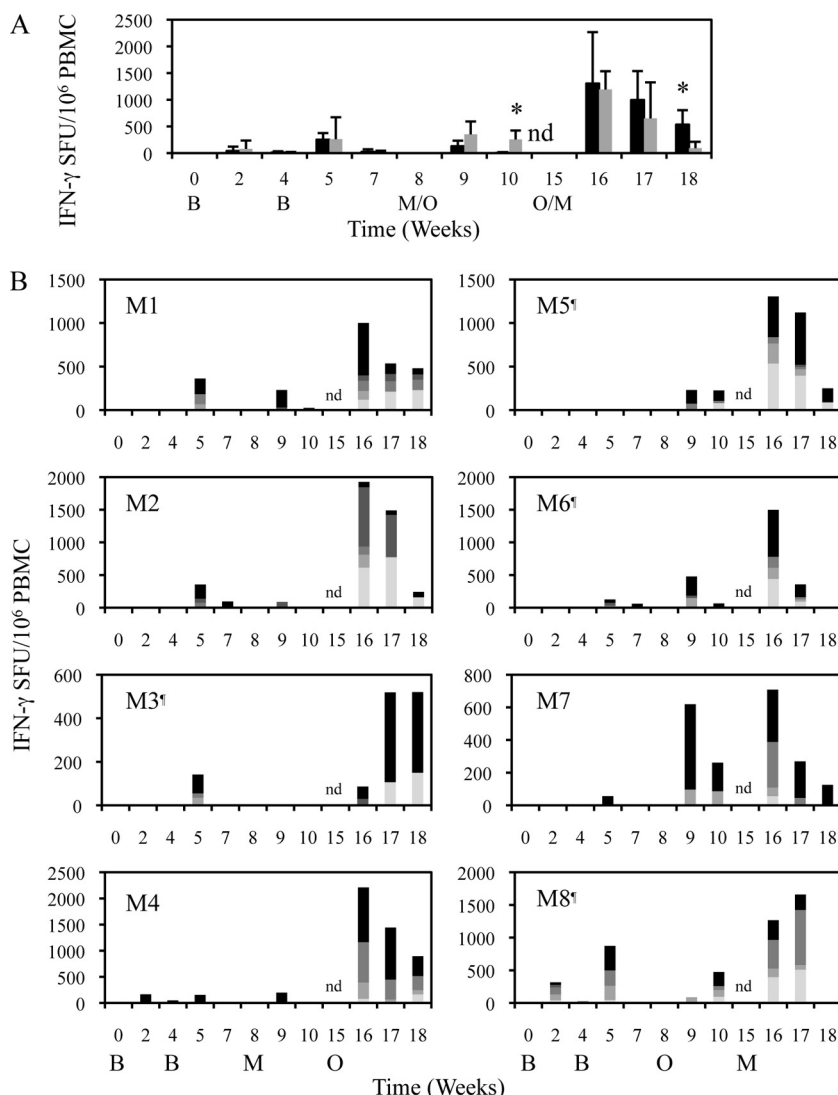 A
IFN-γ SFU/10⁶ PBMC
2500
2000
1500
1000
500
0
*
nd
*
0 2 4 5 7 8 9 10 15 16 17 18
B B M/O O/M
Time (Weeks)
B
IFN-γ SFU/10⁶ PBMC
M1
1500
1000
500
0
nd
0 2 4 5 7 8 9 10 15 16 17 18
M5¶
1500
1000
500
0
nd
0 2 4 5 7 8 9 10 15 16 17 18
M2
2000
1500
1000
500
0
nd
0 2 4 5 7 8 9 10 15 16 17 18
M6¶
2000
1500
1000
500
0
nd
0 2 4 5 7 8 9 10 15 16 17 18
M3¶
600
400
200
0
nd
0 2 4 5 7 8 9 10 15 16 17 18
M7
800
600
400
200
0
nd
0 2 4 5 7 8 9 10 15 16 17 18
M4
2500
2000
1500
1000
500
0
nd
0 2 4 5 7 8 9 10 15 16 17 18
B B M O
M8¶
2000
1500
1000
500
0
nd
0 2 4 5 7 8 9 10 15 16 17 18
B B O M
Time (Weeks)